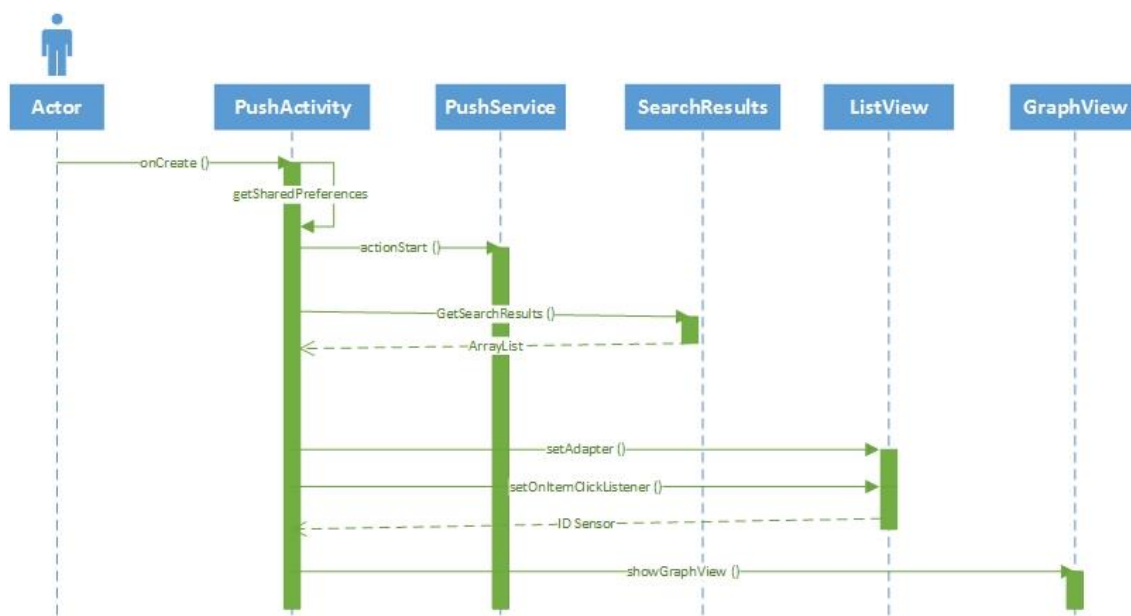 Actor
PushActivity
PushService
SearchResults
ListView
GraphView
onCreate ()
getSharedPreferences
actionStart ()
GetSearchResults ()
ArrayList
setAdapter ()
setOnItemClickListener ()
ID Sensor
showGraphView ()